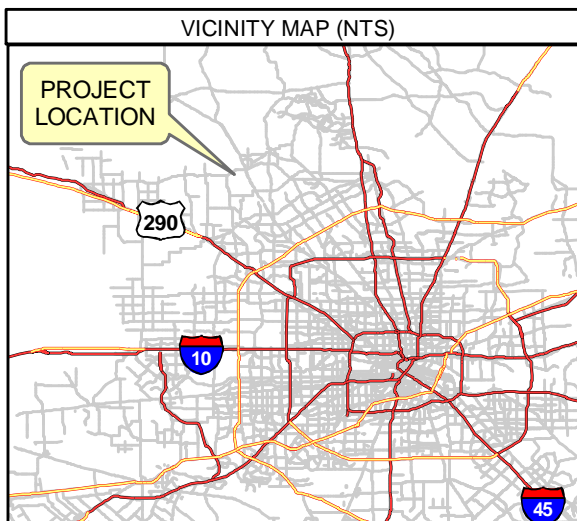 VICINITY MAP (NTS)
PROJECT
LOCATION
290
10
45